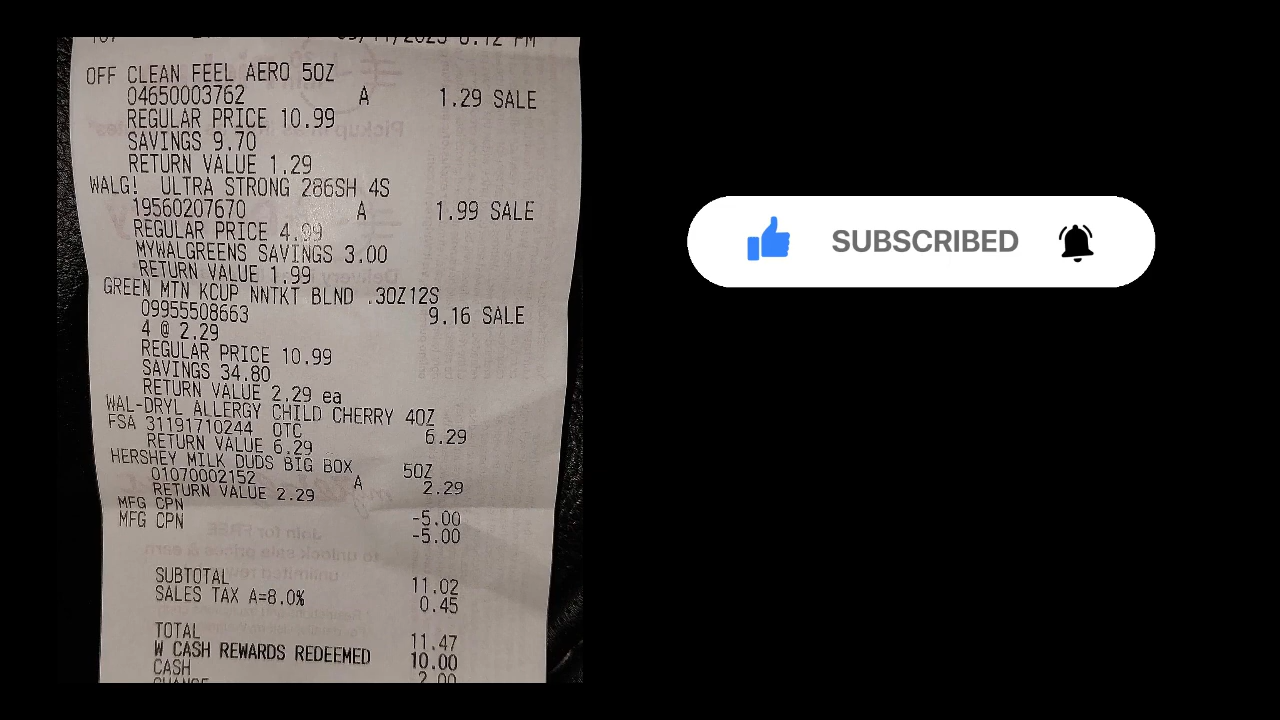 6:12 PM
OFF CLEAN FEEL AERO 5OZ
04650003762 A 1.29 SALE
REGULAR PRICE 10.99
SAVINGS 9.70
RETURN VALUE 1.29
WALG! ULTRA STRONG 286SH 4S
19560207670 A 1.99 SALE
REGULAR PRICE 4.99
MYWALGREENS SAVINGS 3.00
RETURN VALUE 1.99
GREEN MTN KCUP NNTKT BLND .3OZ12S
09955508663 9.16 SALE
4 @ 2.29
REGULAR PRICE 10.99
SAVINGS 34.80
RETURN VALUE 2.29 ea
WAL-DRYL ALLERGY CHILD CHERRY 4OZ
FSA 31191710244 OTC 6.29
RETURN VALUE 6.29
HERSHEY MILK DUDS BIG BOX 5OZ
01070002152 A 2.29
RETURN VALUE 2.29
MFG CPN -5.00
MFG CPN -5.00
SUBTOTAL 11.02
SALES TAX A=8.0% 0.45
TOTAL 11.47
W CASH REWARDS REDEEMED 10.00
CASH 2.00
CHANGE
SUBSCRIBED